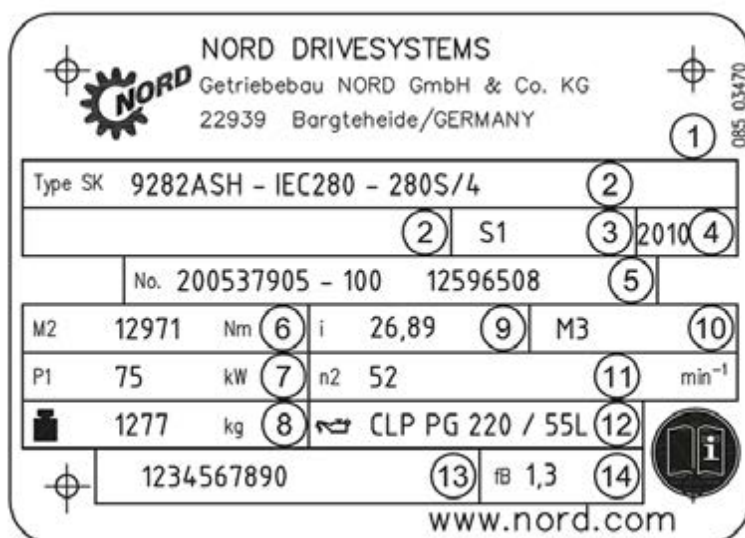 NORD
NORD DRIVESYSTEMS
Getriebebau NORD GmbH & Co. KG
22939 Bargteheide/GERMANY
085 03470
1
Type SK 9282ASH - IEC280 - 280S/4 2
2 S1 3 2010 4
No. 200537905 - 100 12596508 5
M2 12971 Nm 6 i 26,89 9 M3 10
P1 75 kW 7 n2 52 11 min⁻¹
1277 kg 8 CLP PG 220 / 55L 12
i
1234567890 13 fB 1,3 14
www.nord.com